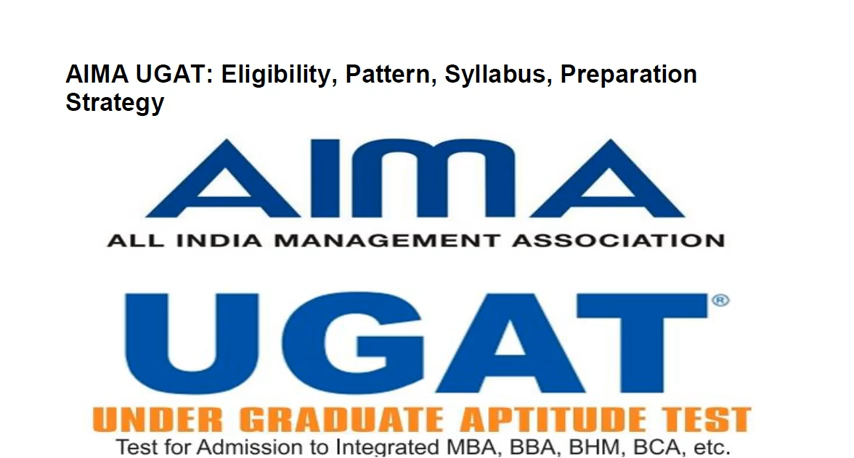 AIMA UGAT: Eligibility, Pattern, Syllabus, Preparation
Strategy
AIMA
ALL INDIA MANAGEMENT ASSOCIATION
UGAT®
UNDER GRADUATE APTITUDE TEST
Test for Admission to Integrated MBA, BBA, BHM, BCA, etc.